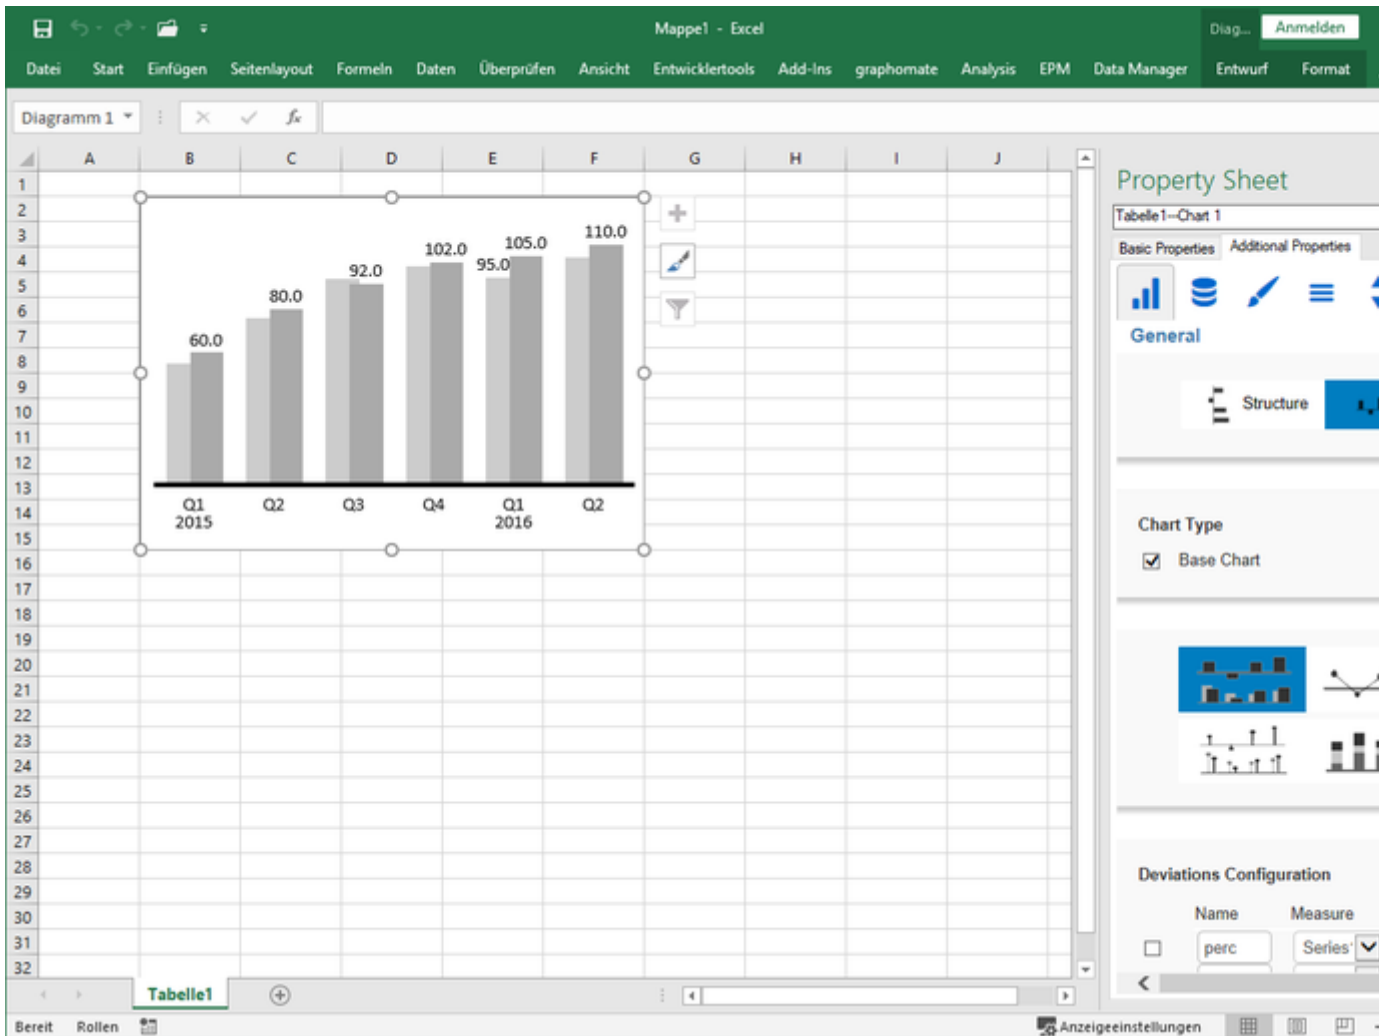 Mappe1 - Excel
Diag...
Anmelden
Datei Start Einfügen Seitenlayout Formeln Daten Überprüfen Ansicht Entwicklertools Add-Ins graphomate Analysis EPM Data Manager Entwurf Format
Diagramm 1 fx
A B C D E F G H I J
1
2
3
4
5
6
7
8
9
10
11
12
13
14
15
16
17
18
19
20
21
22
23
24
25
26
27
28
29
30
31
32
60.0 80.0 92.0 102.0 95.0 105.0 110.0
Q1 Q2 Q3 Q4 Q1 Q2
2015 2016
Property Sheet
Tabelle1--Chart 1
Basic Properties Additional Properties
General
Structure
Chart Type
Base Chart
Deviations Configuration
Name Measure
perc Series
Tabelle1
Bereit Rollen Anzeigeeinstellungen